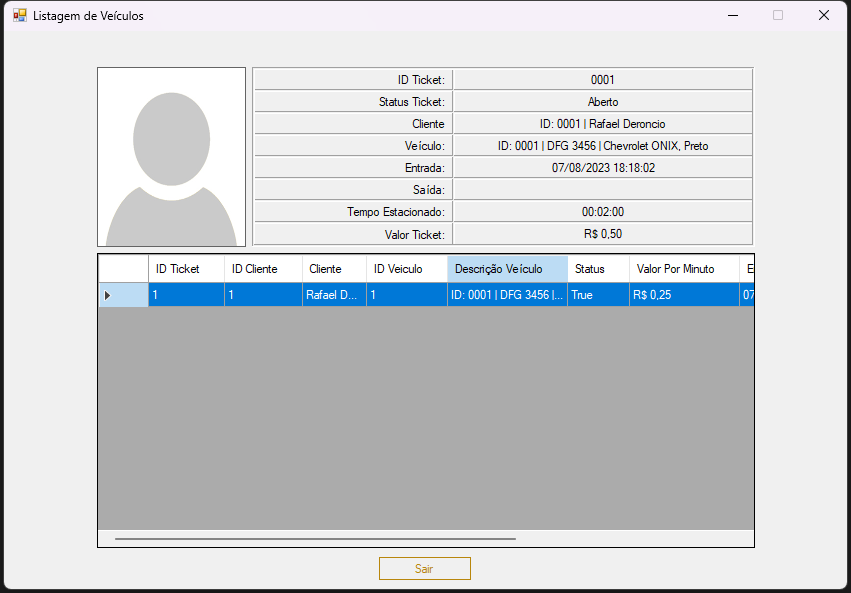 Listagem de Veículos
ID Ticket: 0001
Status Ticket: Aberto
Cliente ID: 0001 | Rafael Deroncio
Veículo: ID: 0001 | DFG 3456 | Chevrolet ONIX, Preto
Entrada: 07/08/2023 18:18:02
Saída:
Tempo Estacionado: 00:02:00
Valor Ticket: R$ 0,50
ID Ticket ID Cliente Cliente ID Veiculo Descrição Veículo Status Valor Por Minuto E
1 1 Rafael D... 1 ID: 0001 | DFG 3456 |... True R$ 0,25 07
Sair